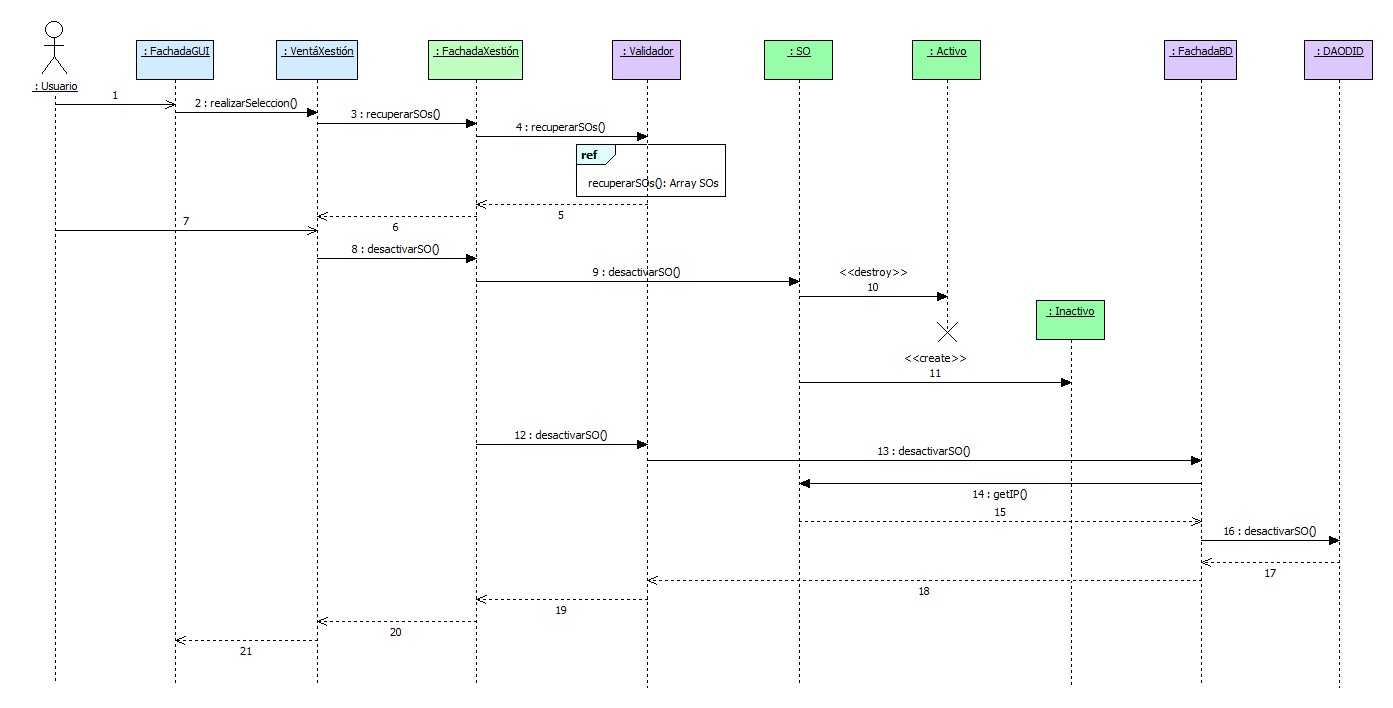 : Usuario
: FachadaGUI
: VentáXestión
: FachadaXestión
: Validador
: SO
: Activo
: FachadaBD
: DAODID
1
2 : realizarSeleccion()
3 : recuperarSOs()
4 : recuperarSOs()
ref
recuperarSOs(): Array SOs
5
6
7
8 : desactivarSO()
9 : desactivarSO()
<<destroy>>
10
: Inactivo
<<create>>
11
12 : desactivarSO()
13 : desactivarSO()
14 : getIP()
15
16 : desactivarSO()
17
18
19
20
21